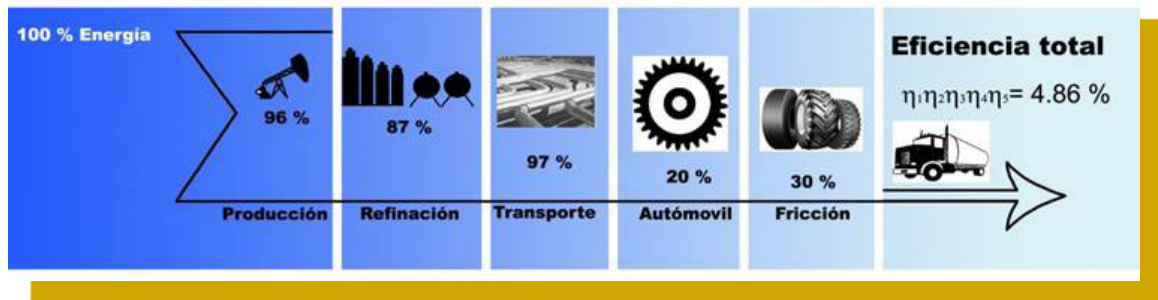 100 % Energía
96 %
Producción
87 %
Refinación
97 %
Transporte
20 %
Autómovil
30 %
Fricción
Eficiencia total
η₁η₂η₃η₄η₅= 4.86 %